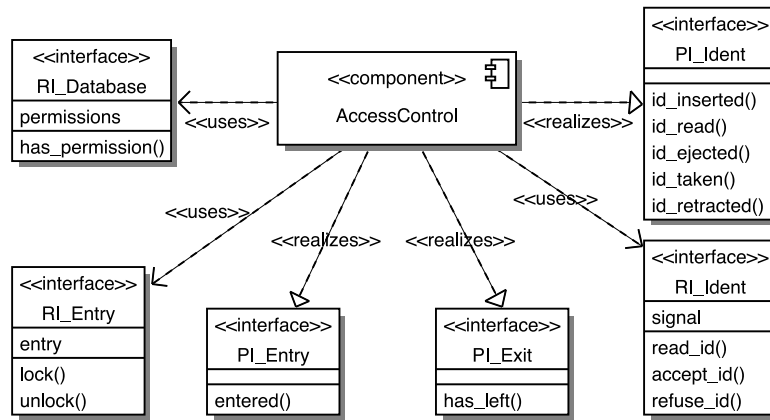 <<interface>>
RI_Database
permissions
has_permission()
<<component>>
AccessControl
<<interface>>
PI_Ident
id_inserted()
id_read()
id_ejected()
id_taken()
id_retracted()
<<uses>>
<<realizes>>
<<uses>>
<<realizes>>
<<realizes>>
<<uses>>
<<interface>>
RI_Entry
entry
lock()
unlock()
<<interface>>
PI_Entry
entered()
<<interface>>
PI_Exit
has_left()
<<interface>>
RI_Ident
signal
read_id()
accept_id()
refuse_id()